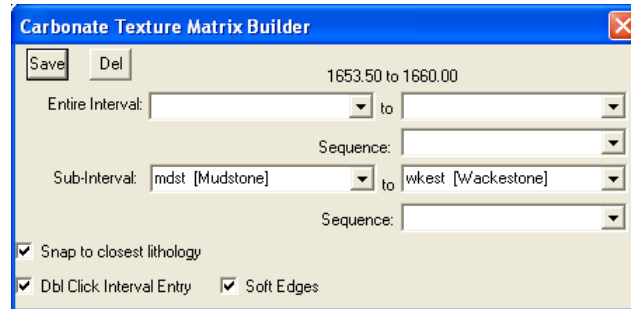 Carbonate Texture Matrix Builder
Save Del
1653.50 to 1660.00
Entire Interval: to
Sequence:
Sub-Interval: mdst [Mudstone] to wkest [Wackestone]
Sequence:
Snap to closest lithology
Dbl Click Interval Entry Soft Edges